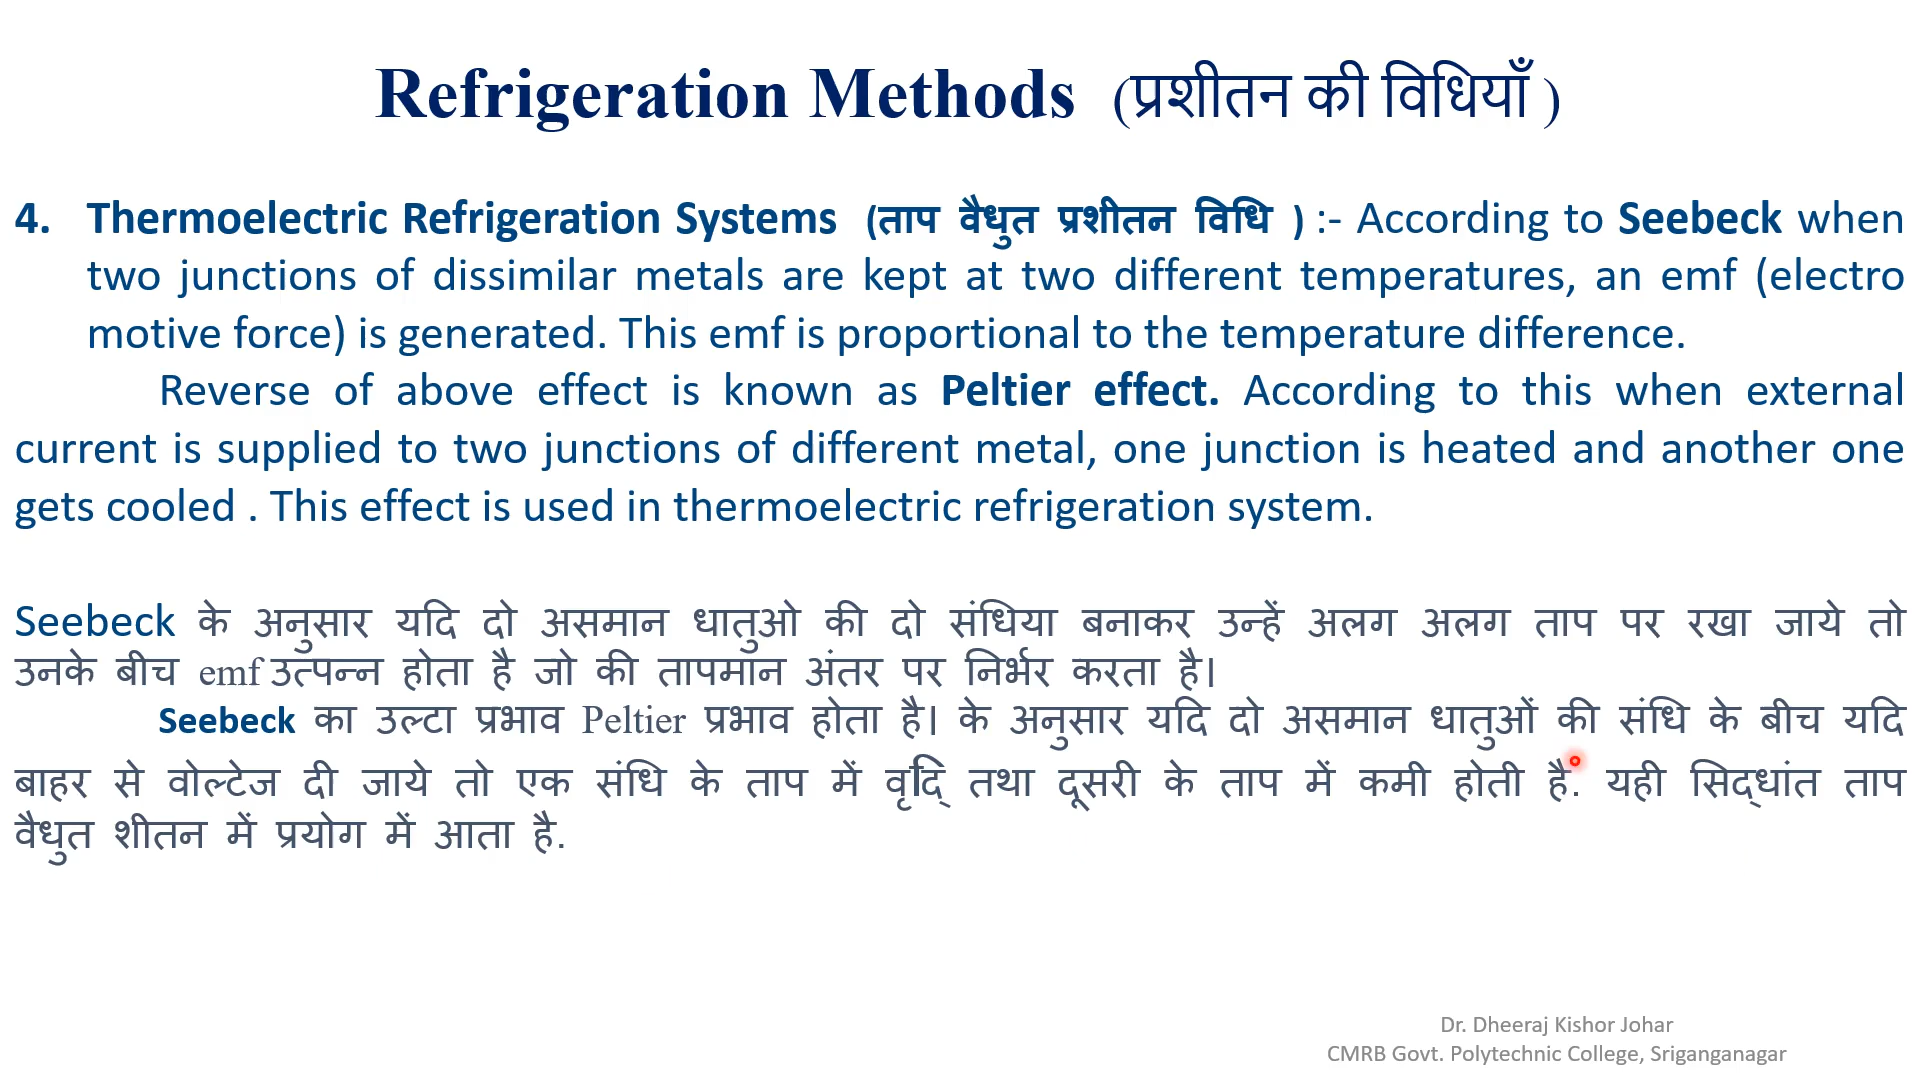 Refrigeration Methods (प्रशीतन की विधियाँ )
4. Thermoelectric Refrigeration Systems (ताप वैधुत प्रशीतन विधि ) :- According to Seebeck when
two junctions of dissimilar metals are kept at two different temperatures, an emf (electro
motive force) is generated. This emf is proportional to the temperature difference.
Reverse of above effect is known as Peltier effect. According to this when external
current is supplied to two junctions of different metal, one junction is heated and another one
gets cooled . This effect is used in thermoelectric refrigeration system.
Seebeck के अनुसार यदि दो असमान धातुओ की दो संधिया बनाकर उन्हें अलग अलग ताप पर रखा जाये तो
उनके बीच emf उत्पन्न होता है जो की तापमान अंतर पर निर्भर करता है।
Seebeck का उल्टा प्रभाव Peltier प्रभाव होता है। के अनुसार यदि दो असमान धातुओं की संधि के बीच यदि
बाहर से वोल्टेज दी जाये तो एक संधि के ताप में वृद्दि तथा दूसरी के ताप में कमी होती है. यही सिद्धांत ताप
वैधुत शीतन में प्रयोग में आता है.
Dr. Dheeraj Kishor Johar
CMRB Govt. Polytechnic College, Sriganganagar